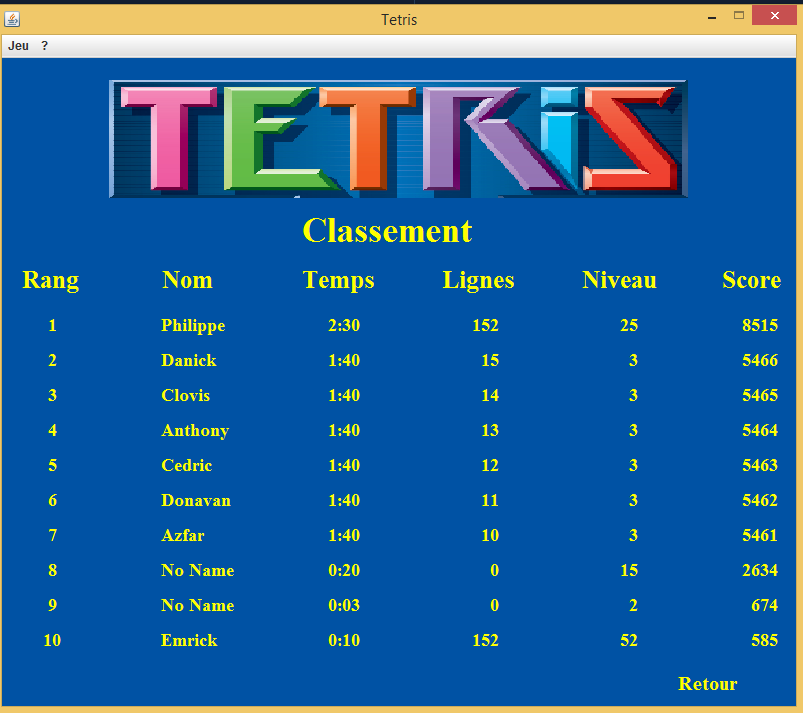 Tetris
Jeu ?
TETRiS
Classement
Rang Nom Temps Lignes Niveau Score
1 Philippe 2:30 152 25 8515
2 Danick 1:40 15 3 5466
3 Clovis 1:40 14 3 5465
4 Anthony 1:40 13 3 5464
5 Cedric 1:40 12 3 5463
6 Donavan 1:40 11 3 5462
7 Azfar 1:40 10 3 5461
8 No Name 0:20 0 15 2634
9 No Name 0:03 0 2 674
10 Emrick 0:10 152 52 585
Retour